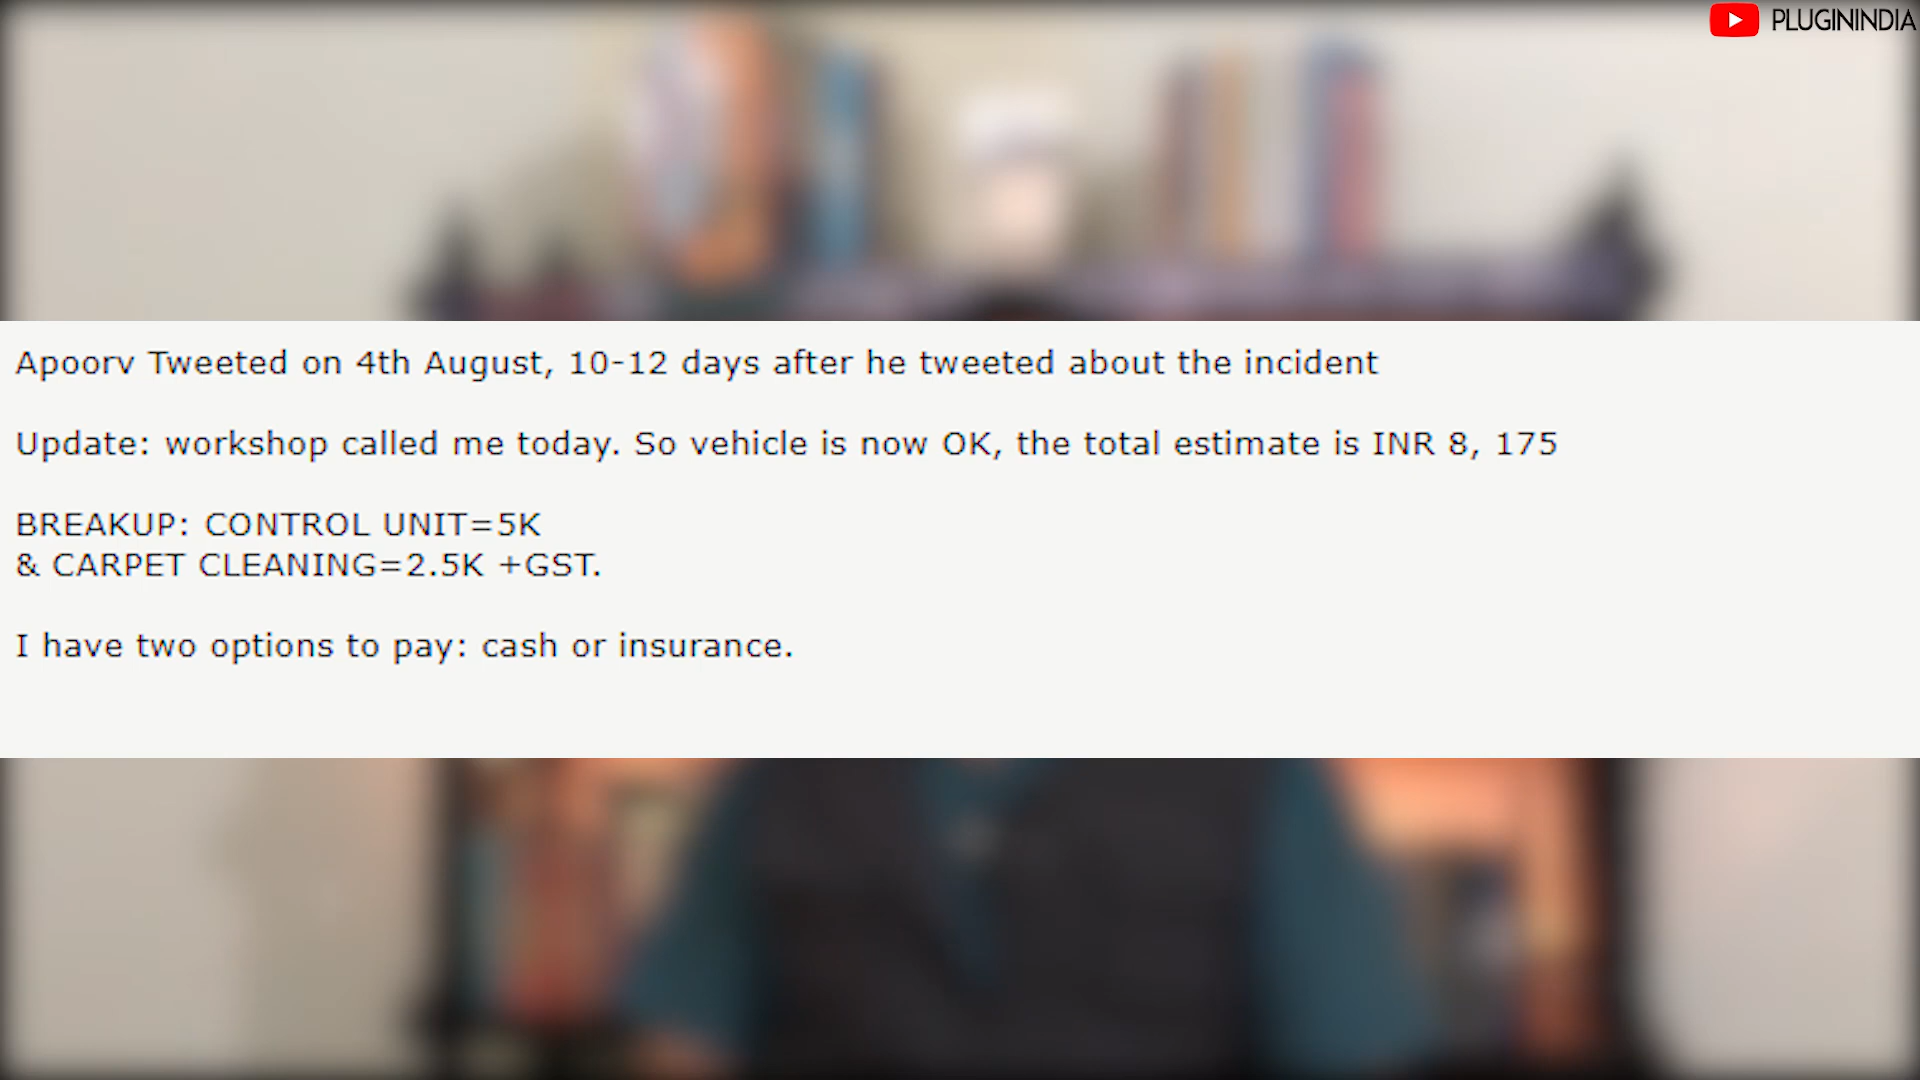 PLUGININDIA
Apoorv Tweeted on 4th August, 10-12 days after he tweeted about the incident
Update: workshop called me today. So vehicle is now OK, the total estimate is INR 8, 175
BREAKUP: CONTROL UNIT=5K
& CARPET CLEANING=2.5K +GST.
I have two options to pay: cash or insurance.